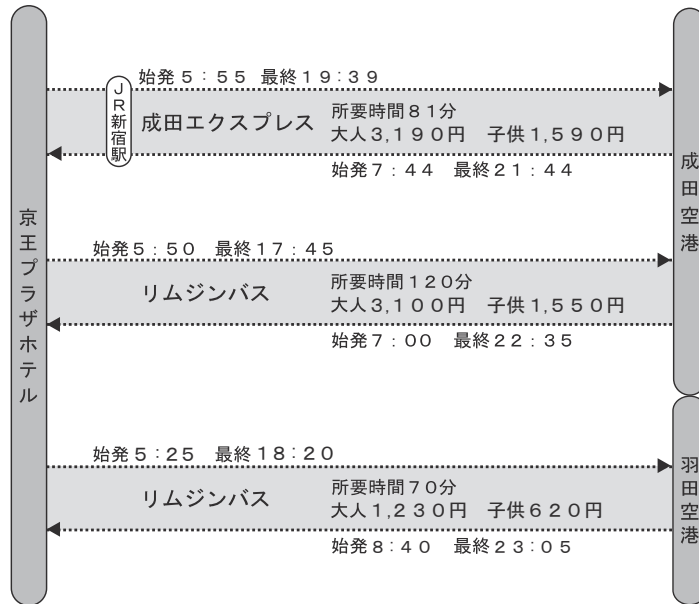 京王プラザホテル
始発５：５５　最終１９：３９
ＪＲ新宿駅
成田エクスプレス
所要時間８１分
大人３,１９０円　子供１,５９０円
始発７：４４　最終２１：４４
成田空港
始発５：５０　最終１７：４５
リムジンバス
所要時間１２０分
大人３,１００円　子供１,５５０円
始発７：００　最終２２：３５
始発５：２５　最終１８：２０
リムジンバス
所要時間７０分
大人１,２３０円　子供６２０円
始発８：４０　最終２３：０５
羽田空港